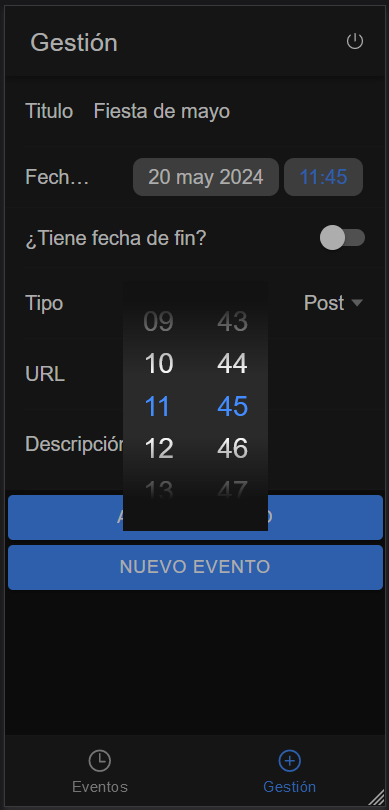 Gestión
Titulo Fiesta de mayo
Fech... 20 may 2024 11:45
¿Tiene fecha de fin?
Tipo Post
09 43
10 44
URL
11 45
Descripción
12 46
13 47
NUEVO EVENTO
Eventos Gestión